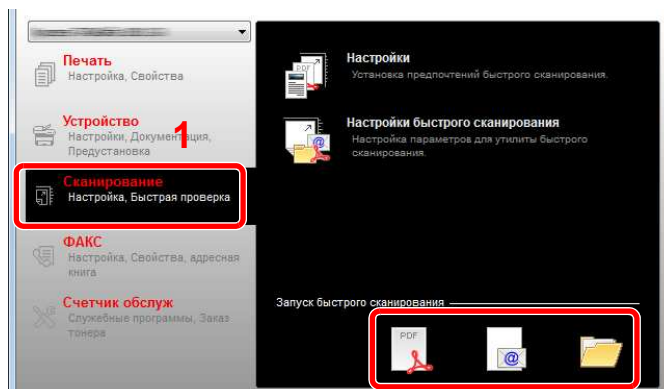 Печать
Настройка, Свойства
Устройство
Настройки, Документация,
Предустановка
1
Сканирование
Настройка, Быстрая проверка
ФАКС
Настройка, Свойства, адресная
книга
Счетчик обслуж
Служебные программы, Заказ
тонера
PDF
Настройки
Установка предпочтений быстрого сканирования.
@
Настройки быстрого сканирования
Настройка параметров для утилиты быстрого
сканирования.
Запуск быстрого сканирования
PDF
@